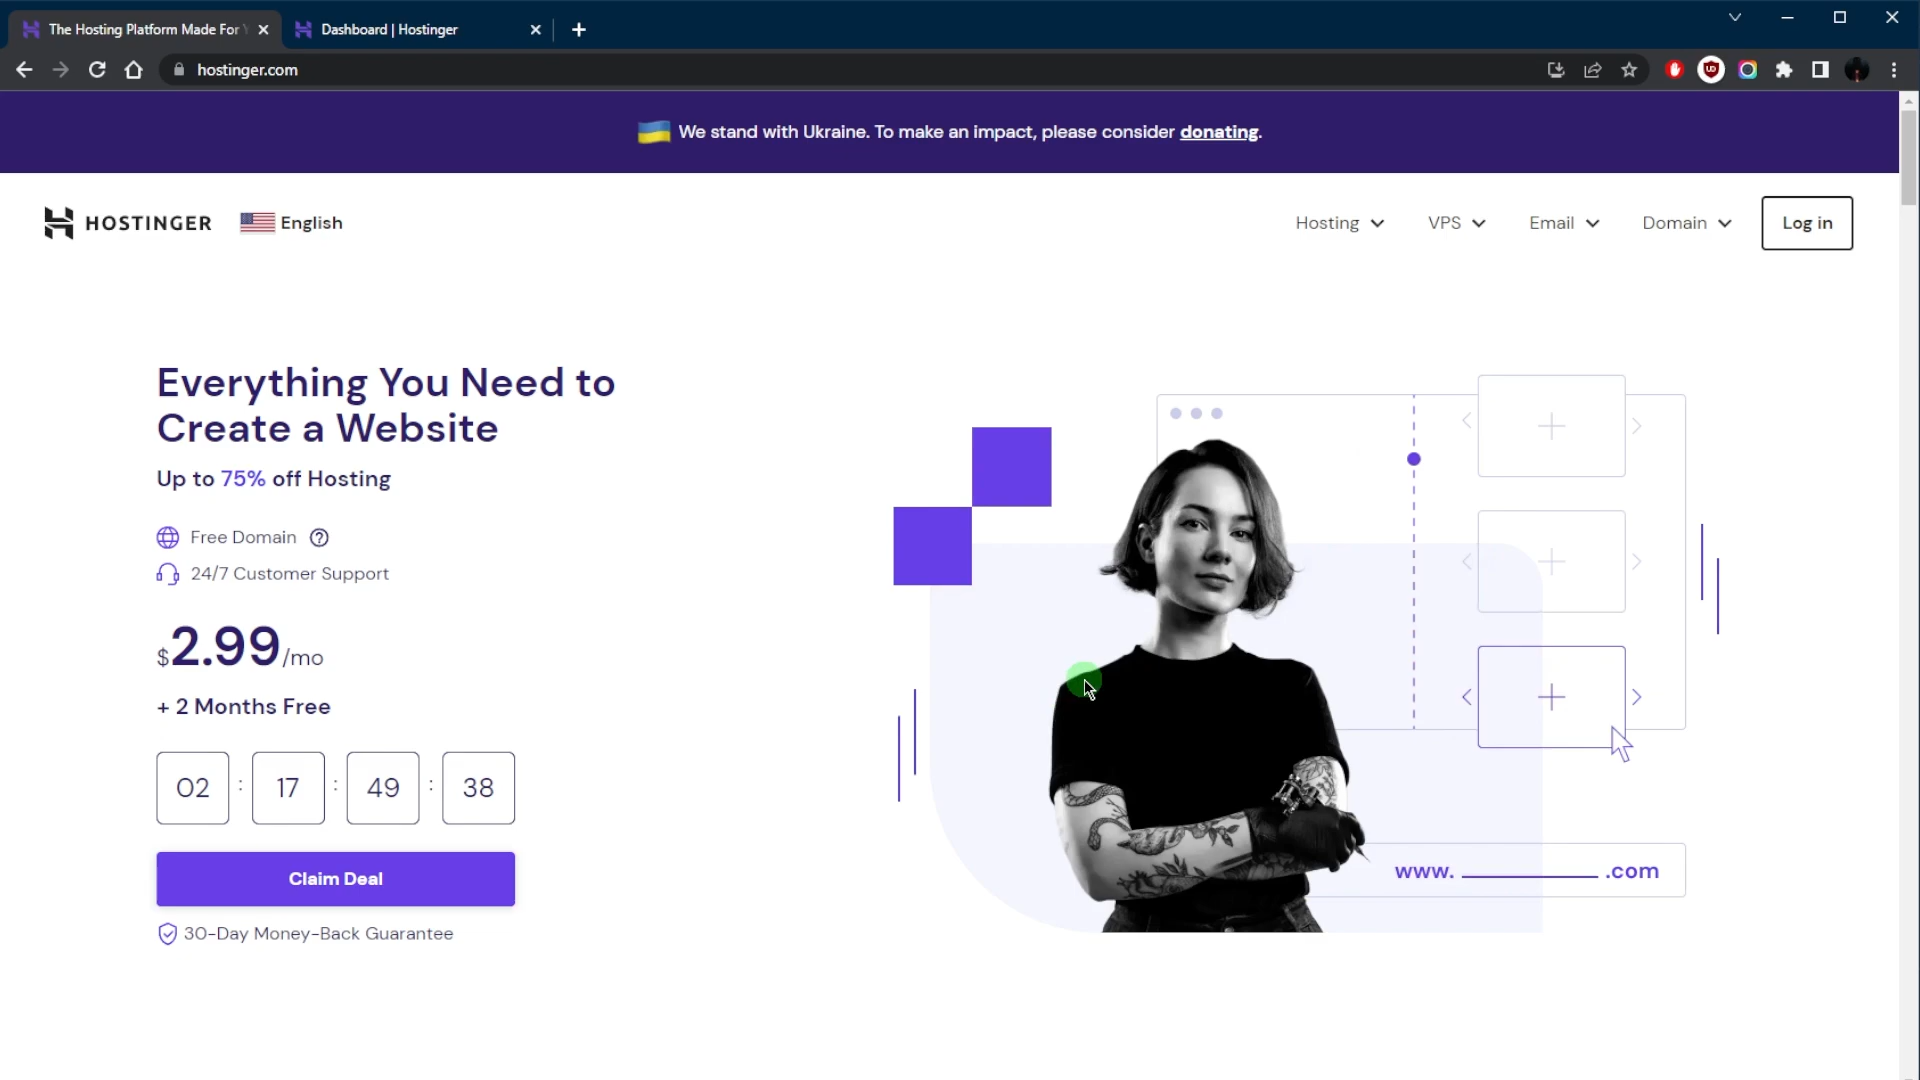 The Hosting Platform Made For
Dashboard | Hostinger
hostinger.com
We stand with Ukraine. To make an impact, please consider donating.
HOSTINGER
English
Hosting
VPS
Email
Domain
Log in
Everything You Need to
Create a Website
Up to 75% off Hosting
Free Domain
24/7 Customer Support
$2.99/mo
+ 2 Months Free
02 : 17 : 49 : 38
Claim Deal
30-Day Money-Back Guarantee
www. __________ .com